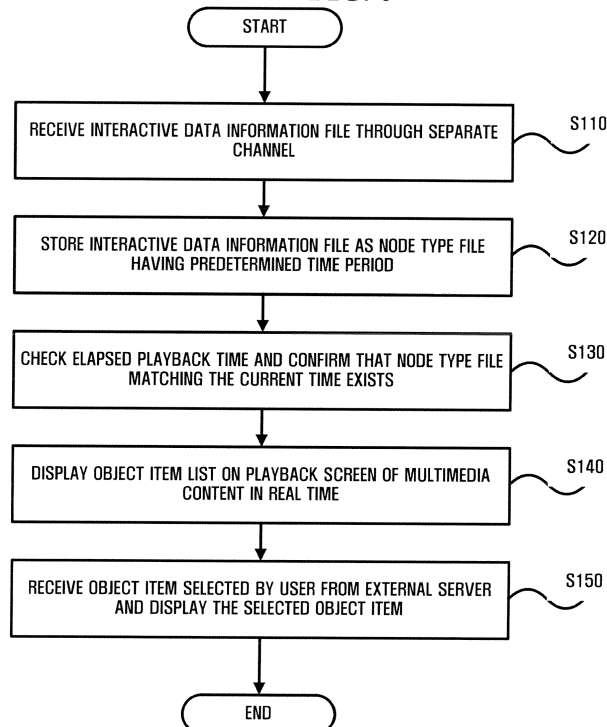 START
RECEIVE INTERACTIVE DATA INFORMATION FILE THROUGH SEPARATE
CHANNEL
S110
STORE INTERACTIVE DATA INFORMATION FILE AS NODE TYPE FILE
HAVING PREDETERMINED TIME PERIOD
S120
CHECK ELAPSED PLAYBACK TIME AND CONFIRM THAT NODE TYPE FILE
MATCHING THE CURRENT TIME EXISTS
S130
DISPLAY OBJECT ITEM LIST ON PLAYBACK SCREEN OF MULTIMEDIA
CONTENT IN REAL TIME
S140
RECEIVE OBJECT ITEM SELECTED BY USER FROM EXTERNAL SERVER
AND DISPLAY THE SELECTED OBJECT ITEM
S150
END